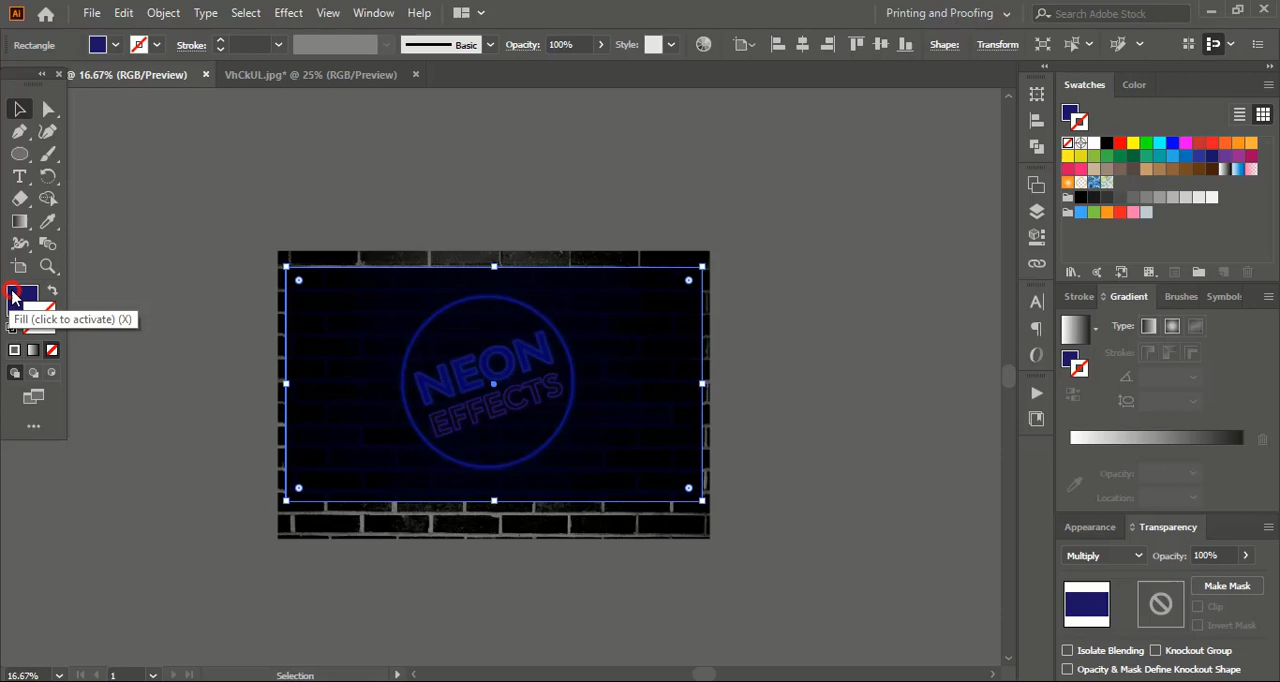 Ai File Edit Object Type Select Effect View Window Help Printing and Proofing Search Adobe Stock
Rectangle Stroke: Basic Opacity: 100% Style: Shape: Transform
@ 16.67% (RGB/Preview) × VhCkUL.jpg* @ 25% (RGB/Preview) ×
Swatches Color
NEON
EFFECTS
Fill (click to activate) (X)
Stroke Gradient Brushes Symbols
Type:
Stroke:
Opacity:
Location:
Appearance Transparency
Multiply Opacity: 100%
Make Mask
Clip
Invert Mask
Isolate Blending Knockout Group
Opacity & Mask Define Knockout Shape
16.67% 1 Selection